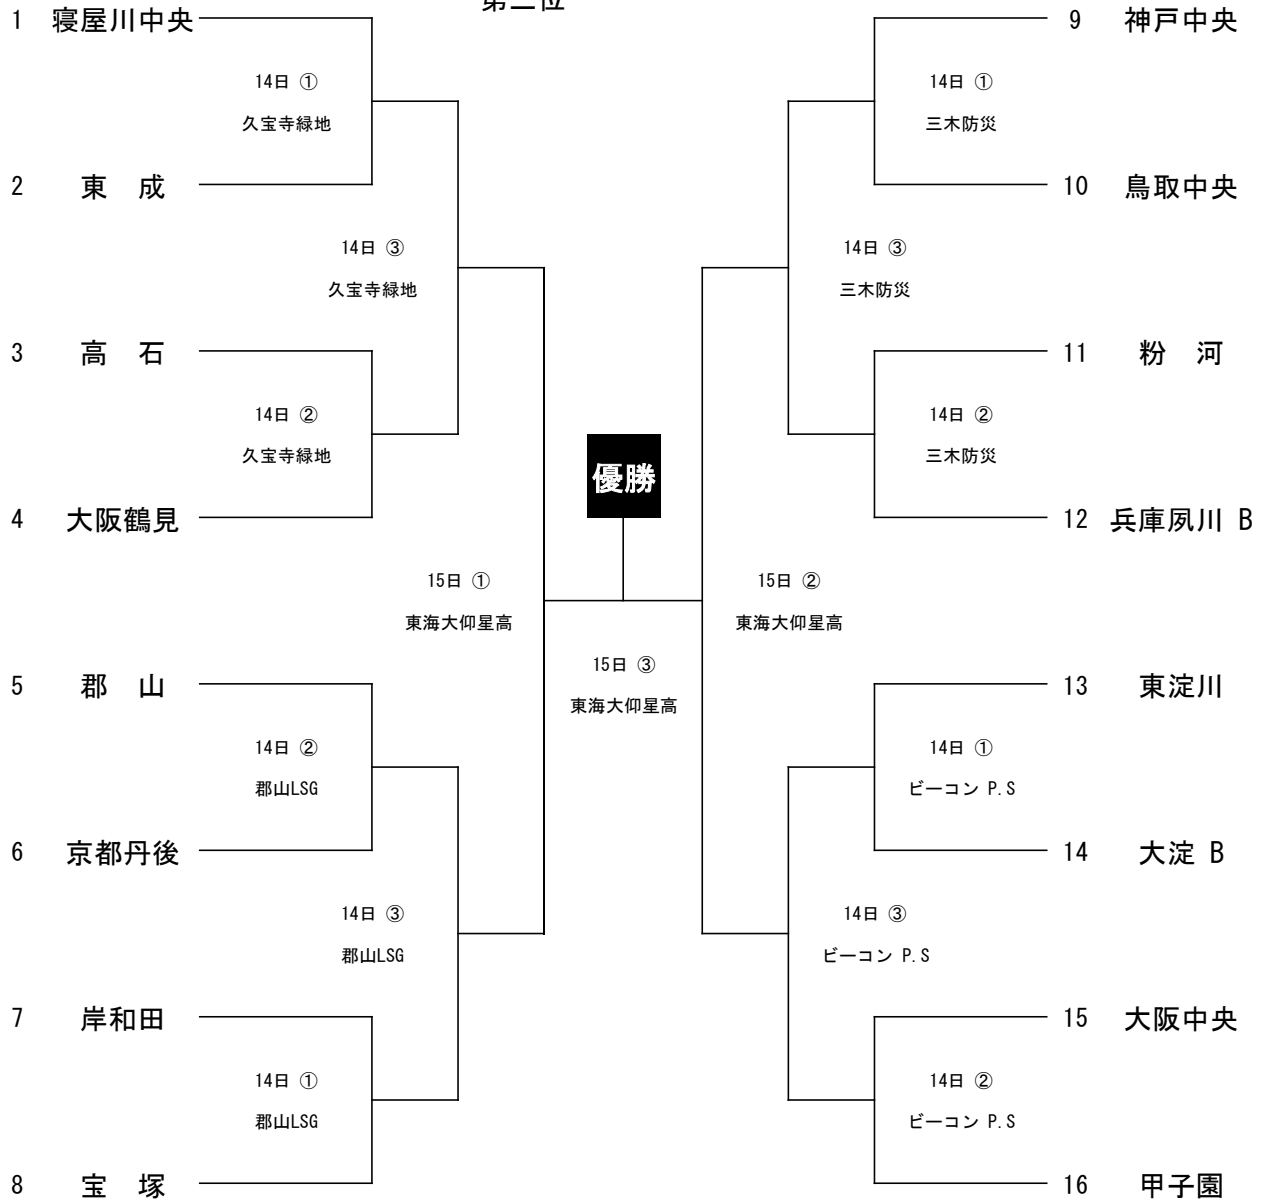 1 寝屋川中央
14日 ①
久宝寺緑地
2 東　成
14日 ③
久宝寺緑地
3 高　石
14日 ②
久宝寺緑地
4 大阪鶴見
15日 ①
東海大仰星高
5 郡　山
14日 ②
郡山LSG
6 京都丹後
14日 ③
郡山LSG
7 岸和田
14日 ①
郡山LSG
8 宝　塚
優勝
15日 ③
東海大仰星高
9 神戸中央
14日 ①
三木防災
10 鳥取中央
14日 ③
三木防災
11 粉　河
14日 ②
三木防災
12 兵庫夙川 B
15日 ②
東海大仰星高
13 東淀川
14日 ①
ビーコン P.S
14 大淀 B
14日 ③
ビーコン P.S
15 大阪中央
14日 ②
ビーコン P.S
16 甲子園